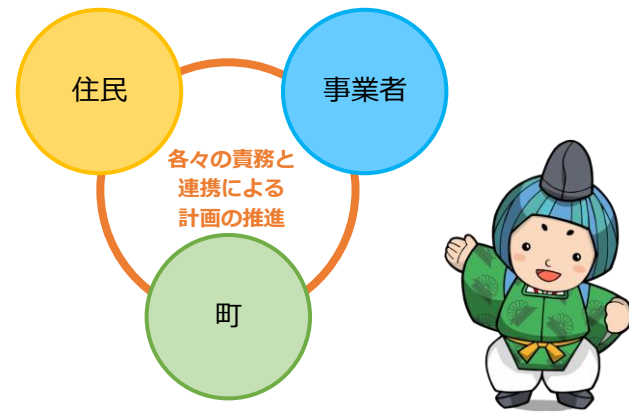 住民
事業者
各々の責務と
連携による
計画の推進
町